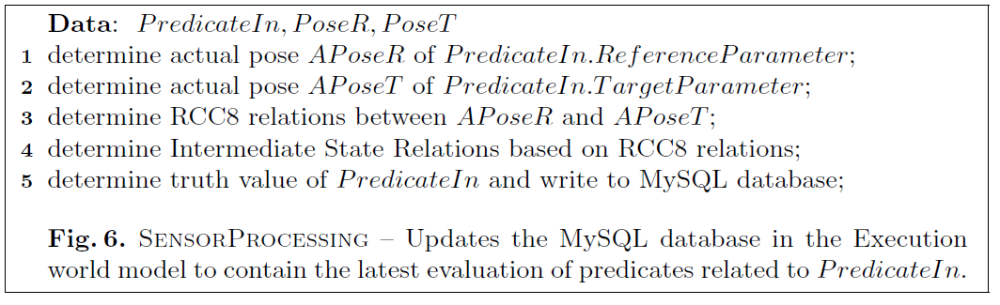 Data: PredicateIn, PoseR, PoseT
1 determine actual pose APoseR of PredicateIn.ReferenceParameter;
2 determine actual pose APoseT of PredicateIn.TargetParameter;
3 determine RCC8 relations between APoseR and APoseT;
4 determine Intermediate State Relations based on RCC8 relations;
5 determine truth value of PredicateIn and write to MySQL database;
Fig. 6. SensorProcessing – Updates the MySQL database in the Execution
world model to contain the latest evaluation of predicates related to PredicateIn.